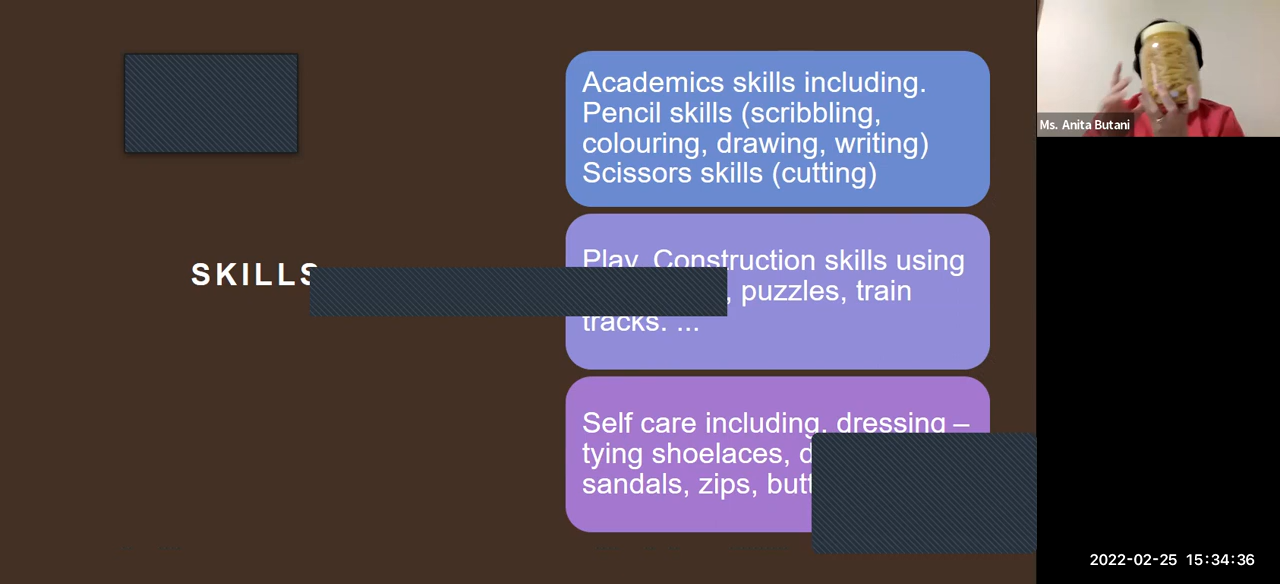 SKILLS
Academics skills including.
Pencil skills (scribbling,
colouring, drawing, writing)
Scissors skills (cutting)
Play. Construction skills using
, puzzles, train
tracks. ...
Self care including. dressing –
tying shoelaces,
sandals, zips,
Ms. Anita Butani
2022-02-25 15:34:36